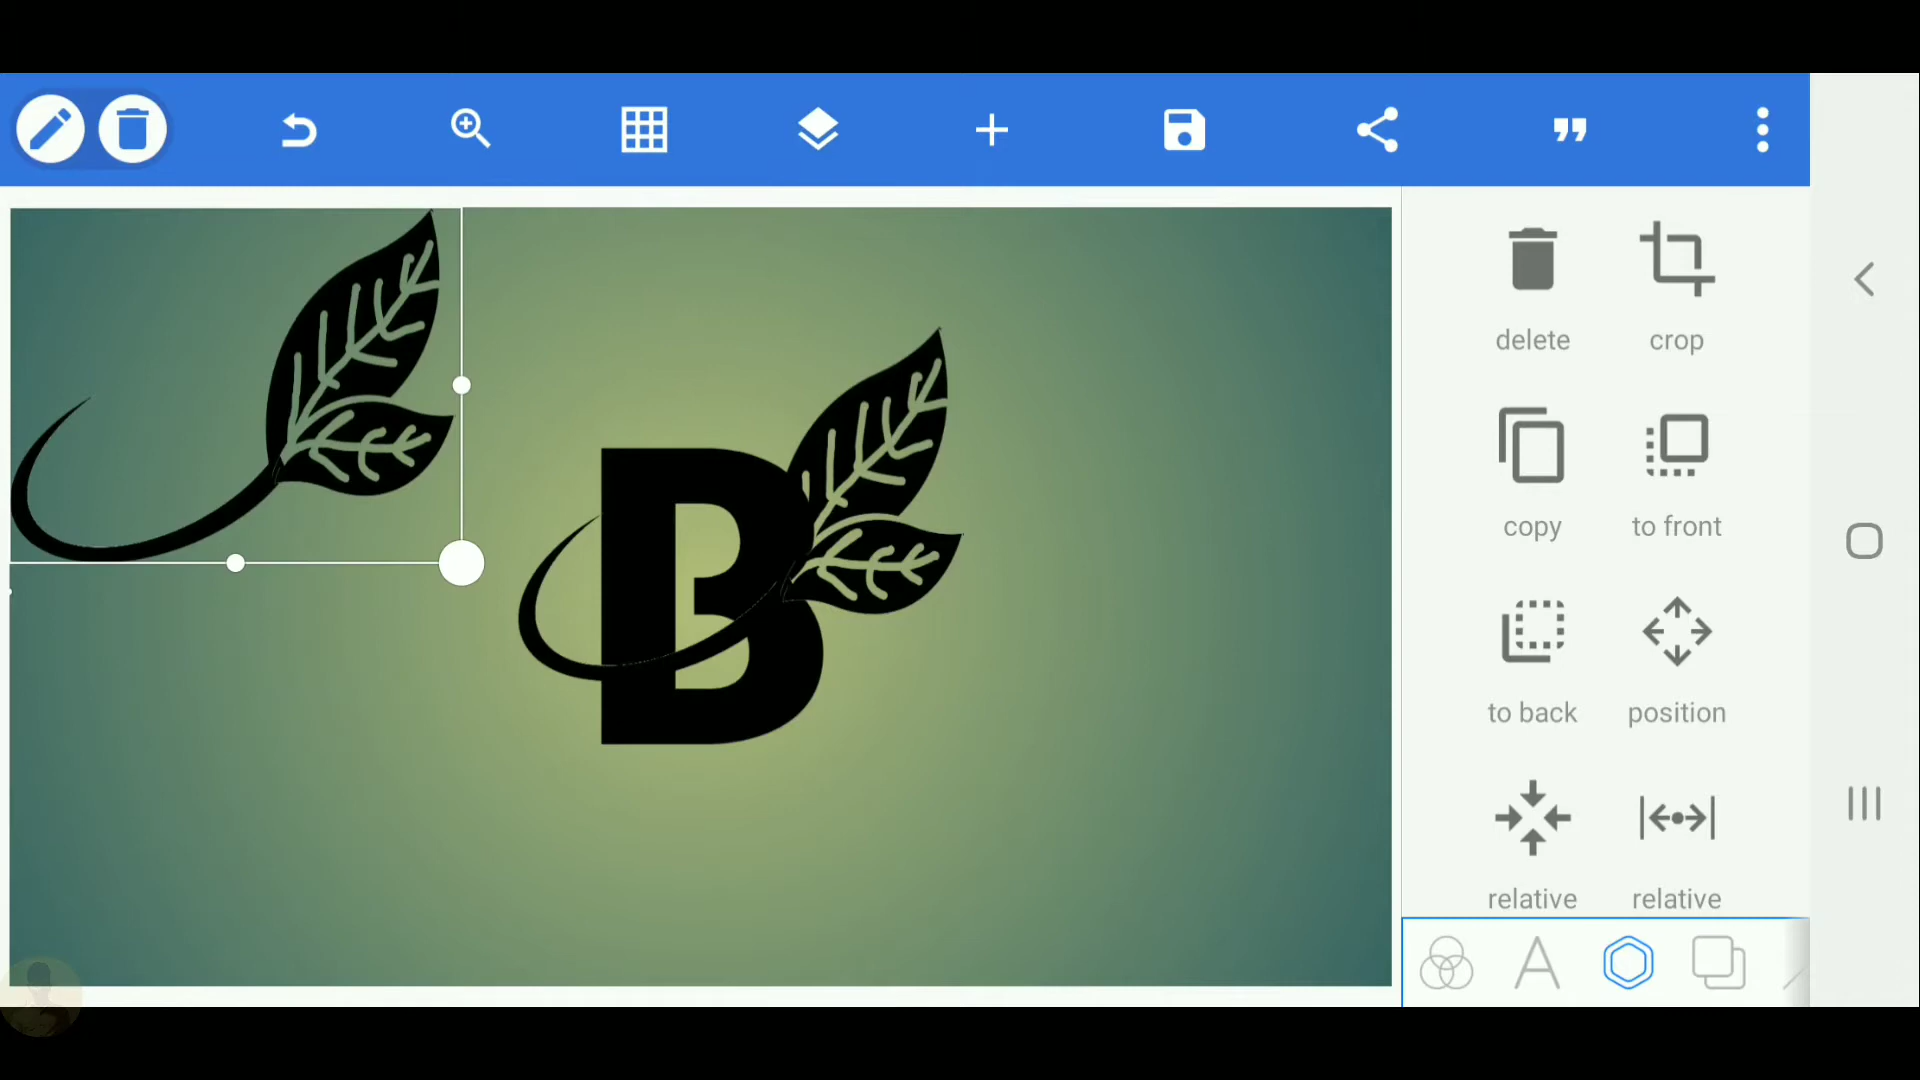 B
delete crop
copy to front
to back position
relative relative